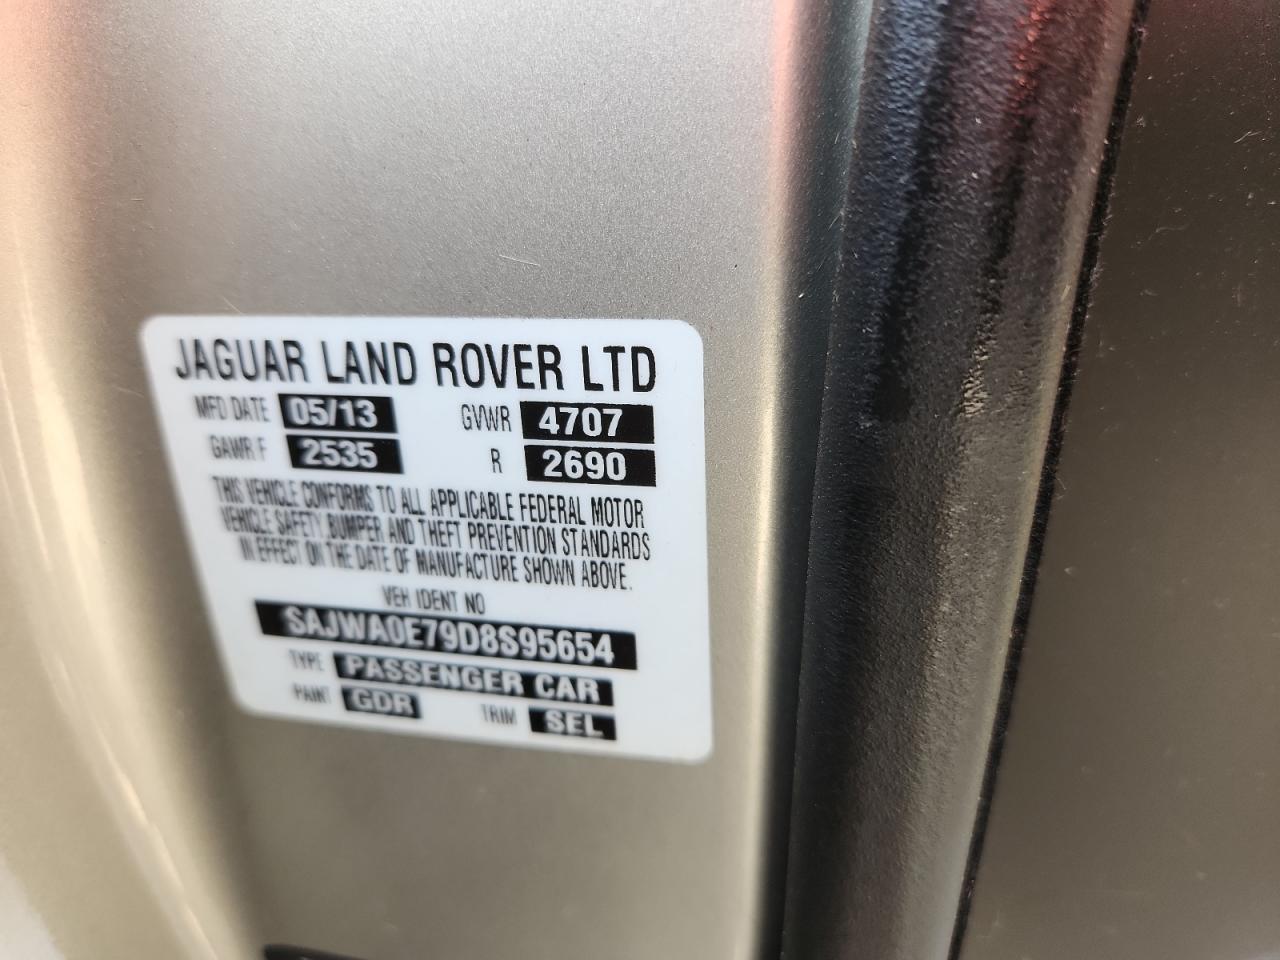 JAGUAR LAND ROVER LTD
MFD DATE 05/13 GVWR 4707
GAWR F 2535 R 2690
THIS VEHICLE CONFORMS TO ALL APPLICABLE FEDERAL MOTOR
VEHICLE SAFETY, BUMPER AND THEFT PREVENTION STANDARDS
IN EFFECT ON THE DATE OF MANUFACTURE SHOWN ABOVE.
VEH IDENT NO
SAJWA0E79D8S95654
TYPE PASSENGER CAR
PAINT GDR TRIM SEL